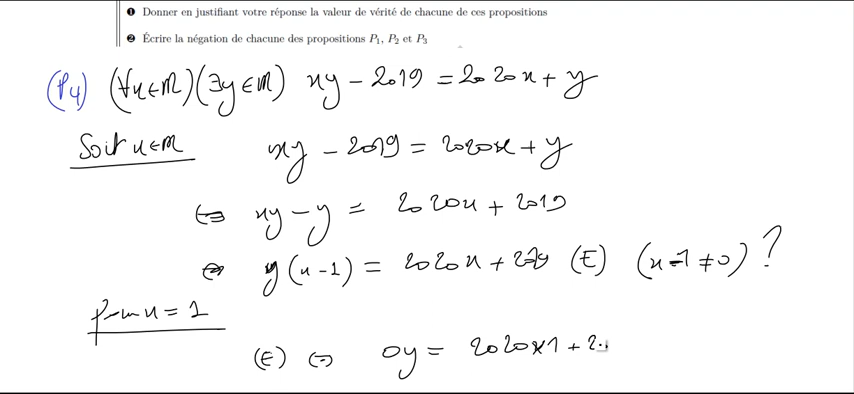 ❶ Donner en justifiant votre réponse la valeur de vérité de chacune de ces propositions
❷ Écrire la négation de chacune des propositions P₁, P₂ et P₃
(P4) (∀x∈ℝ)(∃y∈ℝ) xy - 2019 = 2020x + y
Soit x∈ℝ xy - 2019 = 2020x + y
⇔ xy - y = 2020x + 2019
⇔ y(x-1) = 2020x + 2019 (E) (x-1≠0)?
Pour x = 1
(E) ⇔ 0y = 2020×1 + 2